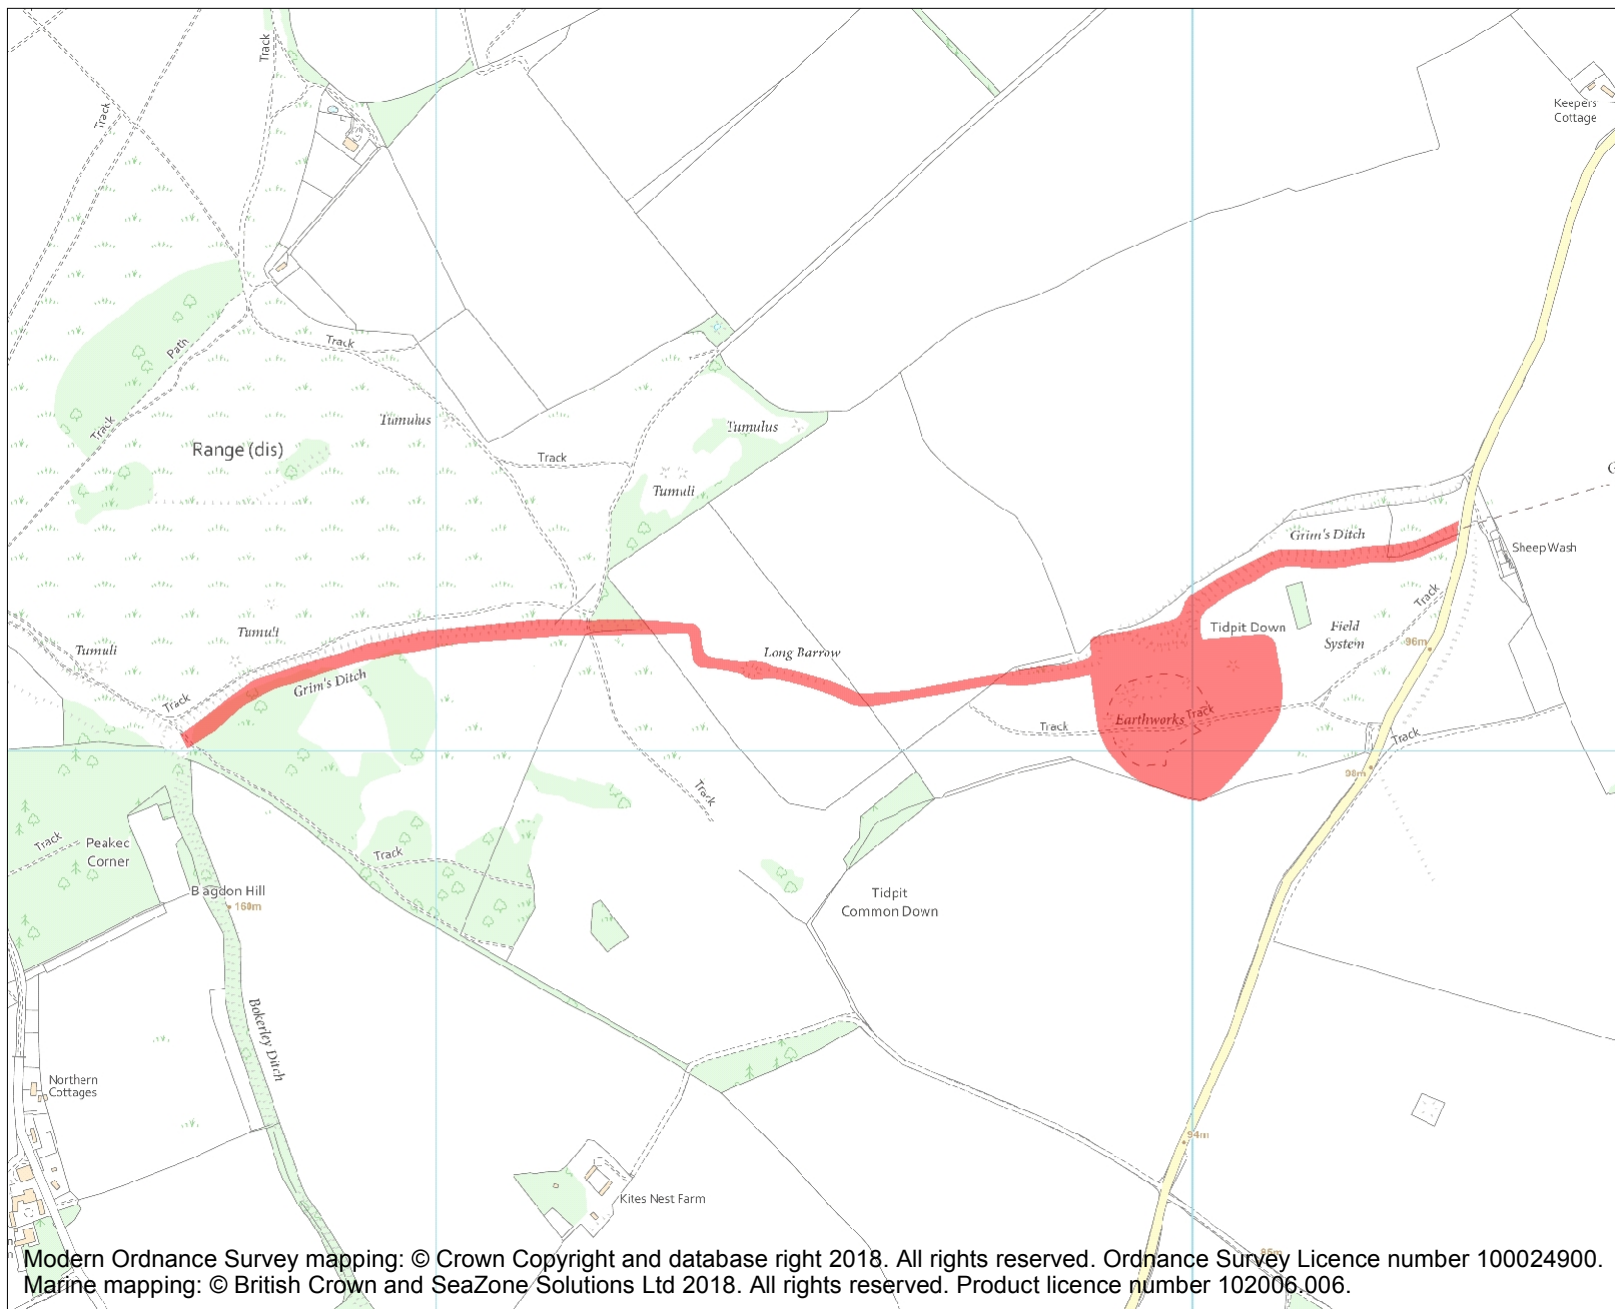 Track
Keepers
Cottage
Track
Path
Track
Tumulus
Track
Range (dis)
Tumulus
Track
Tumuli
G
Grim's Ditch
Sheep Wash
Track
Tumuli
Tumuli
Tidpit Down
Field
System
96m
Long Barrow
Grim's Ditch
Track
Earthworks
Track
Track
Track
98m
Track
Peaked
Corner
Track
Track
Blagdon Hill
160m
Tidpit
Common Down
Bokerley Ditch
Northern
Cottages
94m
Kites Nest Farm
Modern Ordnance Survey mapping: © Crown Copyright and database right 2018. All rights reserved. Ordnance Survey Licence number 100024900.
Marine mapping: © British Crown and SeaZone Solutions Ltd 2018. All rights reserved. Product licence number 102006.006.